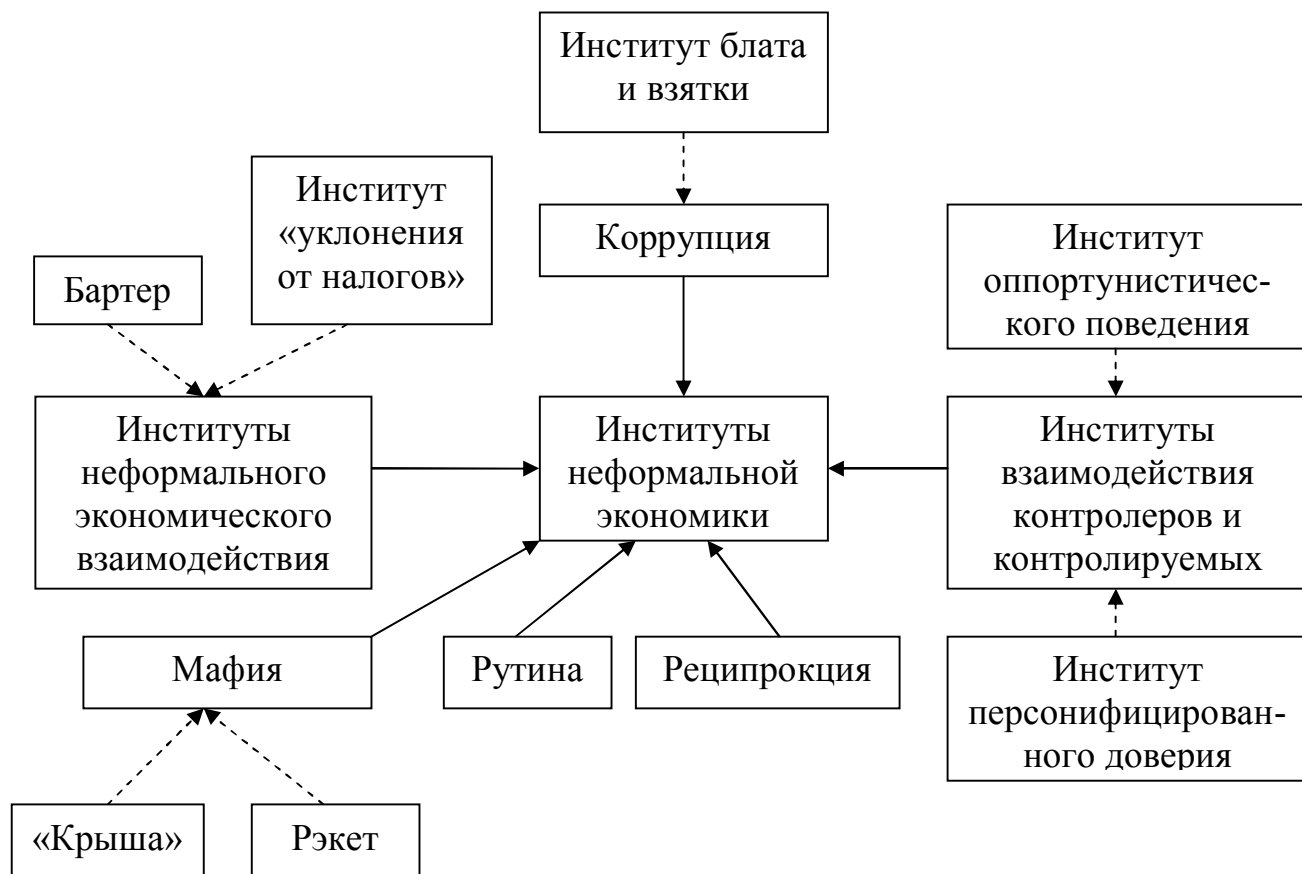 Институт блата
и взятки
Институт
«уклонения
от налогов»
Коррупция
Институт
оппортунистичес-
кого поведения
Бартер
Институты
неформального
экономического
взаимодействия
Институты
неформальной
экономики
Институты
взаимодействия
контролеров и
контролируемых
Мафия
Рутина
Реципрокция
Институт
персонифицирован-
ного доверия
«Крыша»
Рэкет